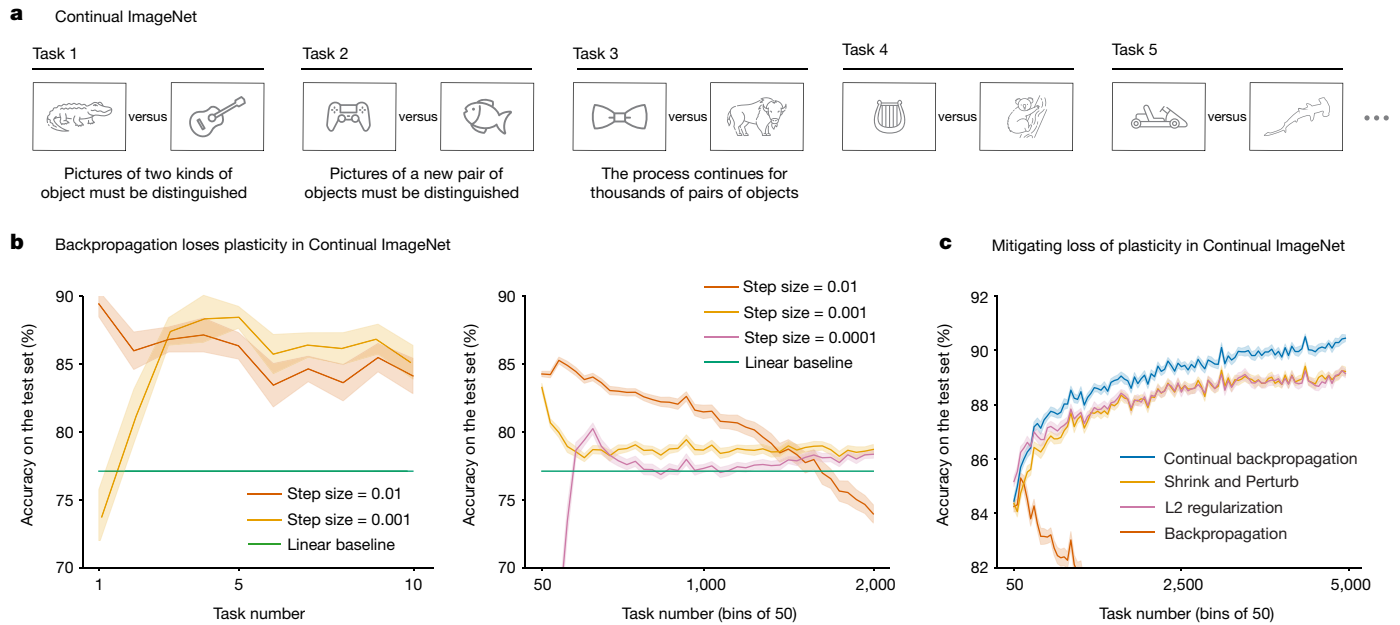 a Continual ImageNet
Task 1
Task 2
Task 3
Task 4
Task 5
versus
versus
versus
versus
versus
Pictures of two kinds of
object must be distinguished
Pictures of a new pair of
objects must be distinguished
The process continues for
thousands of pairs of objects
b Backpropagation loses plasticity in Continual ImageNet
Accuracy on the test set (%)
90
85
80
75
70
Step size = 0.01
Step size = 0.001
Linear baseline
1
5
10
Task number
Accuracy on the test set (%)
90
85
80
75
70
Step size = 0.01
Step size = 0.001
Step size = 0.0001
Linear baseline
50
1,000
2,000
Task number (bins of 50)
c Mitigating loss of plasticity in Continual ImageNet
Accuracy on the test set (%)
92
90
88
86
84
82
Continual backpropagation
Shrink and Perturb
L2 regularization
Backpropagation
50
2,500
5,000
Task number (bins of 50)